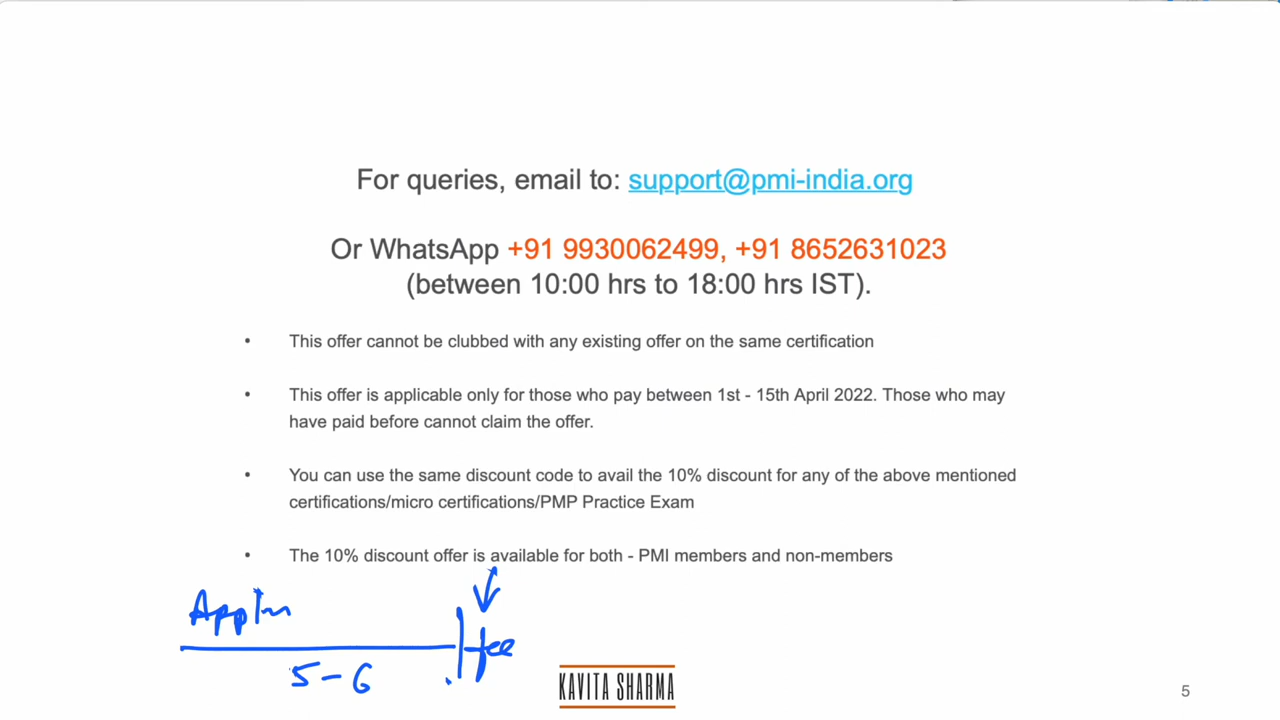 For queries, email to: support@pmi-india.org
Or WhatsApp +91 9930062499, +91 8652631023
(between 10:00 hrs to 18:00 hrs IST).
• This offer cannot be clubbed with any existing offer on the same certification
• This offer is applicable only for those who pay between 1st - 15th April 2022. Those who may
have paid before cannot claim the offer.
• You can use the same discount code to avail the 10% discount for any of the above mentioned
certifications/micro certifications/PMP Practice Exam
• The 10% discount offer is available for both - PMI members and non-members
fee
5-6
KAVITA SHARMA
5